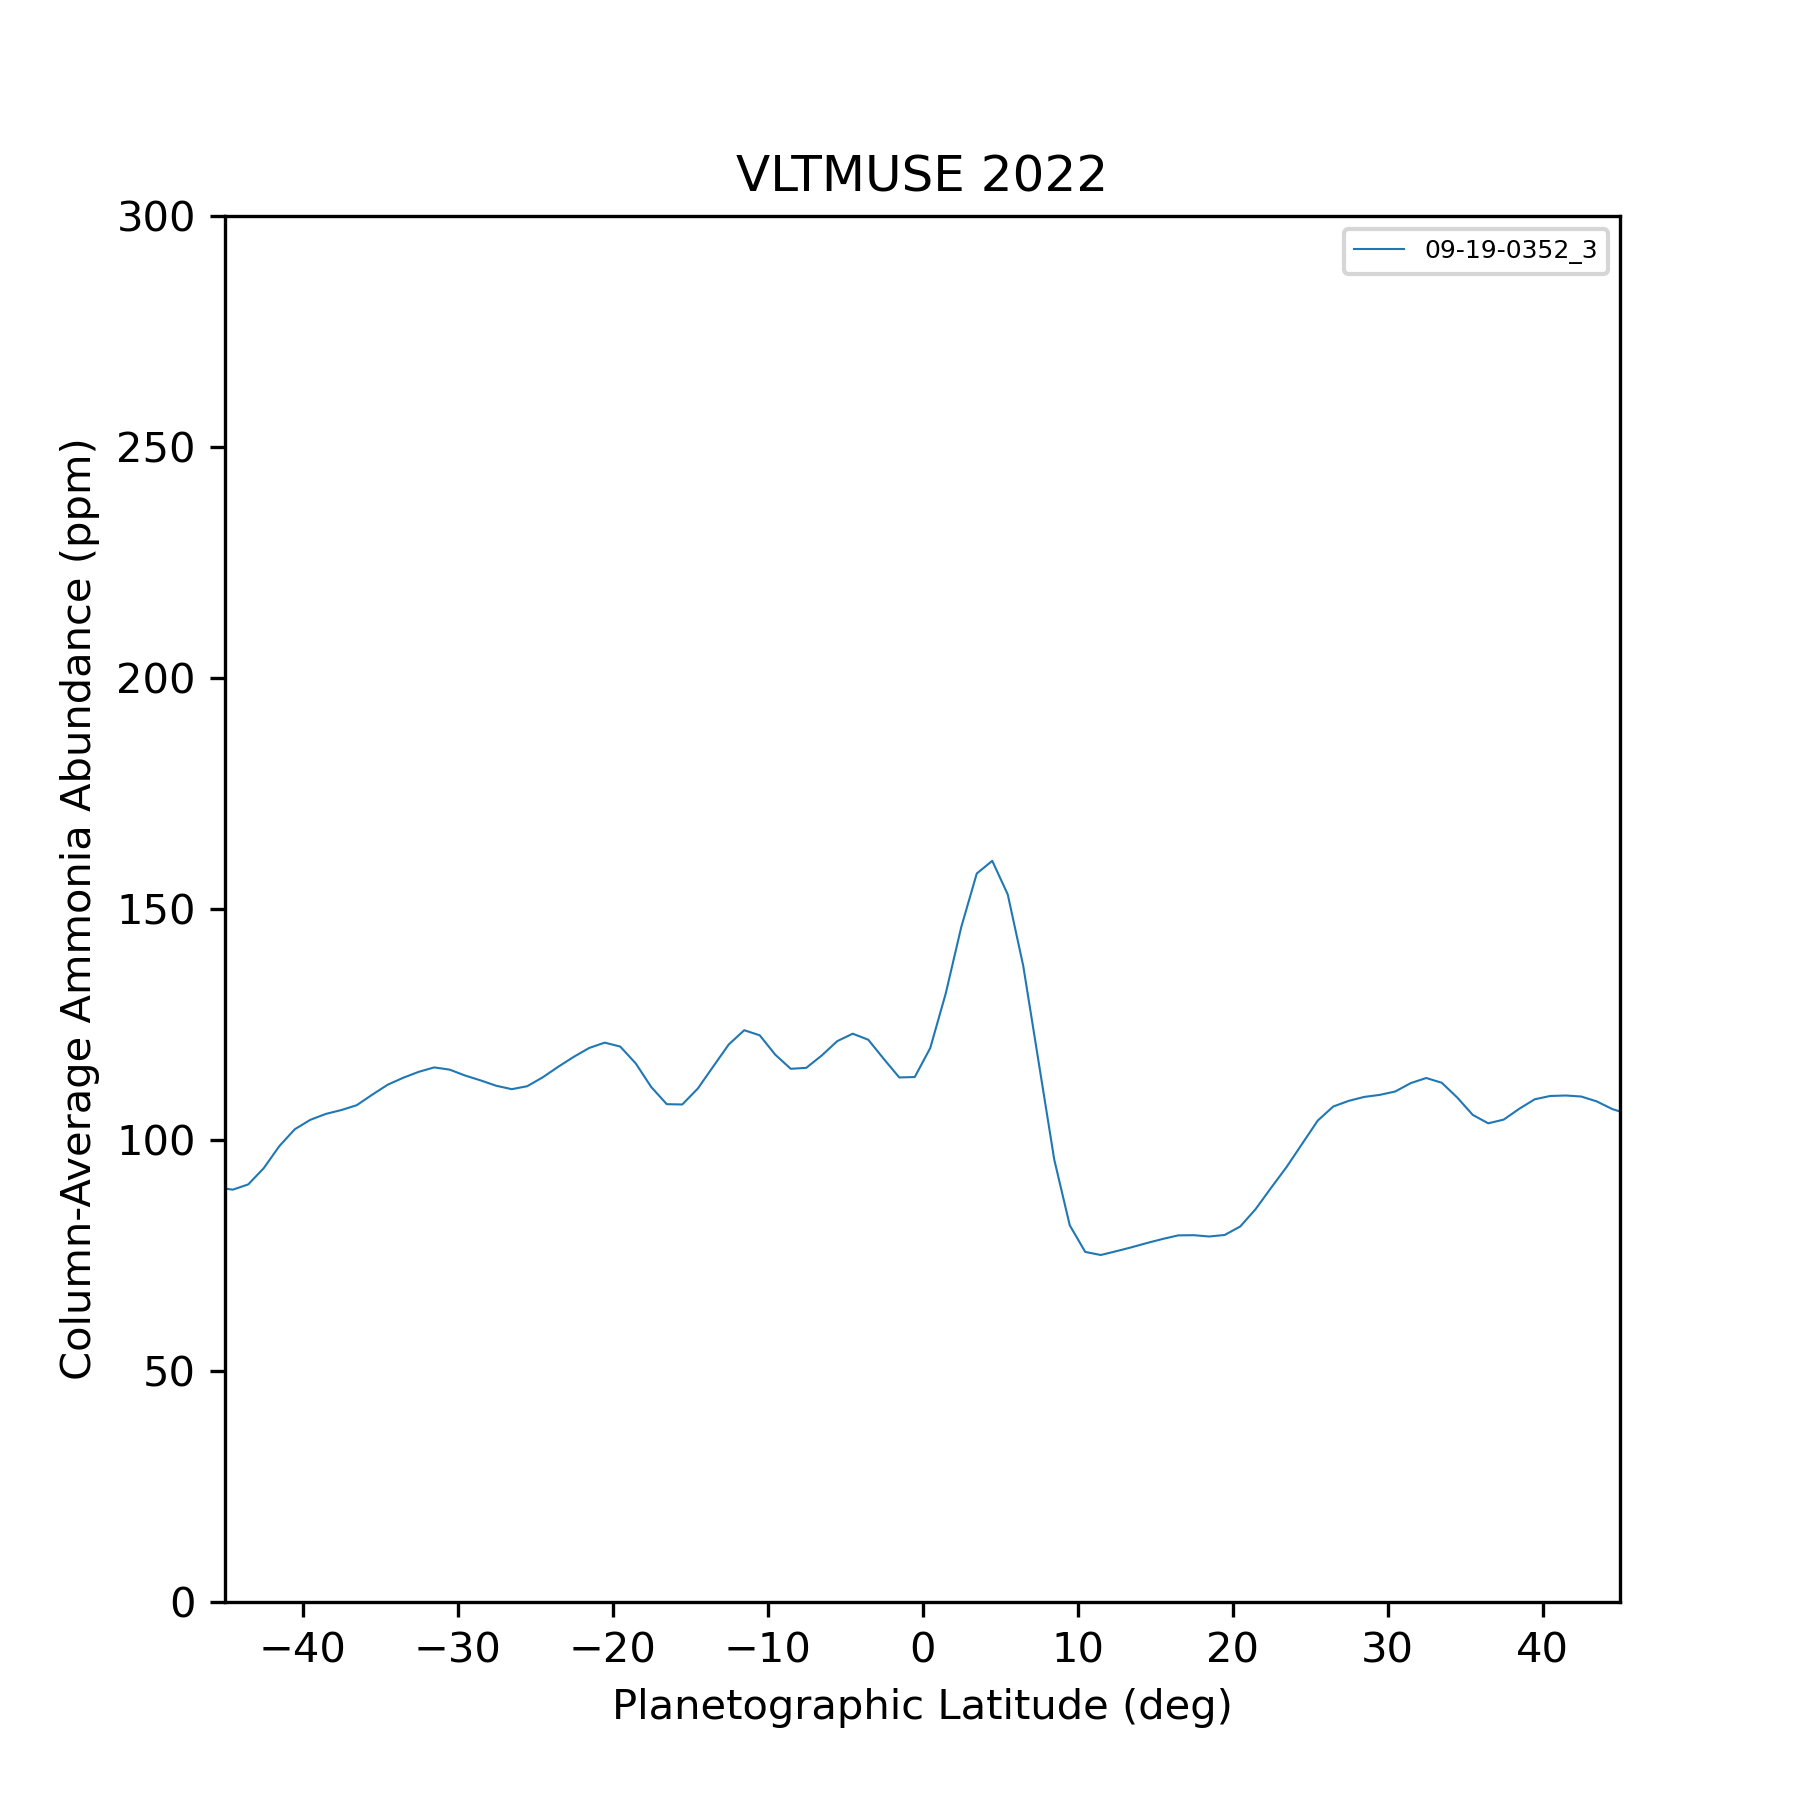 VLTMUSE 2022
09-19-0352_3
300
250
200
150
100
50
0
Column-Average Ammonia Abundance (ppm)
−40 −30 −20 −10 0 10 20 30 40
Planetographic Latitude (deg)